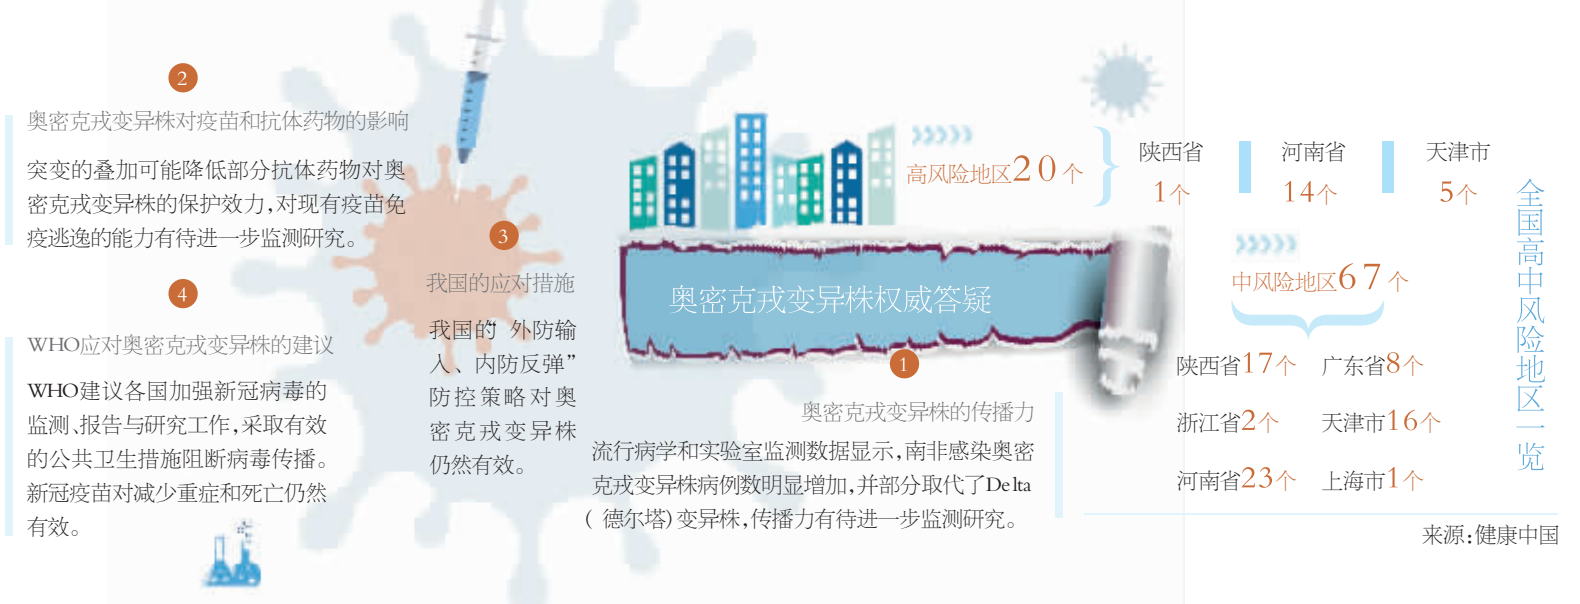 奥密克戎变异株权威答疑
1
奥密克戎变异株的传播力
流行病学和实验室监测数据显示,南非感染奥密
克戎变异株病例数明显增加,并部分取代了Delta
(德尔塔)变异株,传播力有待进一步监测研究。
2
奥密克戎变异株对疫苗和抗体药物的影响
突变的叠加可能降低部分抗体药物对奥
密克戎变异株的保护效力,对现有疫苗免
疫逃逸的能力有待进一步监测研究。
3
我国的应对措施
我国的“外防输
入、内防反弹”
防控策略对奥
密克戎变异株
仍然有效。
4
WHO应对奥密克戎变异株的建议
WHO建议各国加强新冠病毒的
监测、报告与研究工作,采取有效
的公共卫生措施阻断病毒传播。
新冠疫苗对减少重症和死亡仍然
有效。
全国高中风险地区一览
高风险地区20个
陕西省 河南省 天津市
1个 14个 5个
中风险地区67个
陕西省17个 广东省8个
浙江省2个 天津市16个
河南省23个 上海市1个
来源:健康中国